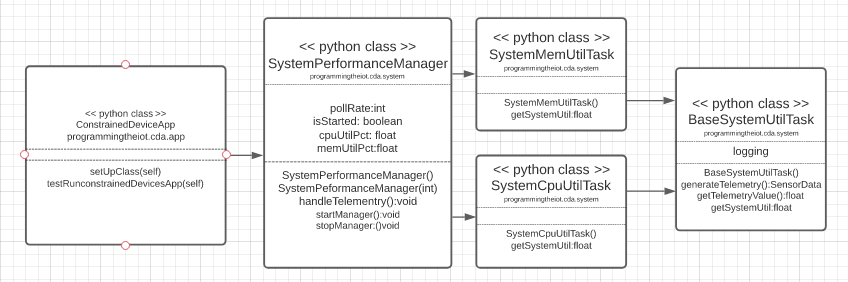 << python class >>
ConstrainedDeviceApp
programmingtheiot.cda.app
setUpClass(self)
testRunconstrainedDevicesApp(self)
<< python class >>
SystemPerformanceManager
programmingtheiot.cda.system
pollRate:int
isStarted: boolean
cpuUtilPct: float
memUtilPct:float
SystemPerformanceManager()
SystemPeformanceManager(int)
handleTelementry():void
startManager():void
stopManager:()void
<< python class >>
SystemMemUtilTask
programmingtheiot.cda.system
SystemMemUtilTask()
getSystemUtil:float
<< python class >>
SystemCpuUtilTask
programmingtheiot.cda.system
SystemCpuUtilTask()
getSystemUtil:float
<< python class >>
BaseSystemUtilTask
programmingtheiot.cda.system
logging
BaseSystemUtilTask()
generateTelemetry():SensorData
getTelemetryValue():float
getSystemUtil:float